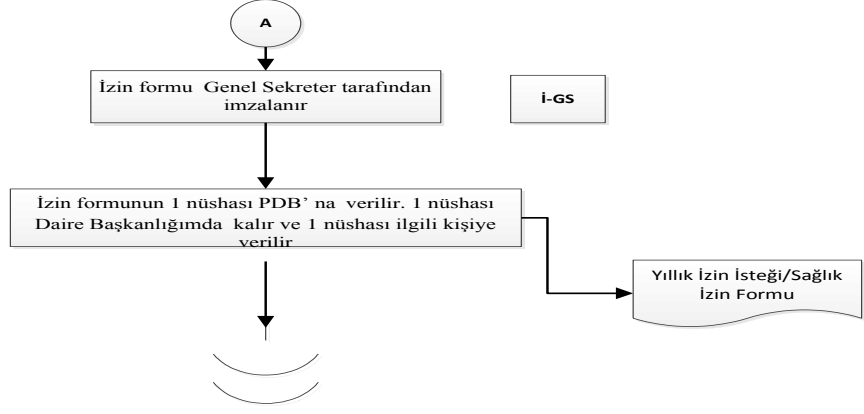 A
İzin formu  Genel Sekreter tarafından
imzalanır
İ-GS
İzin formunun 1 nüshası PDB’ na  verilir. 1 nüshası
Daire Başkanlığımda  kalır ve 1 nüshası ilgili kişiye
verilir
Yıllık İzin İsteği/Sağlık
İzin Formu